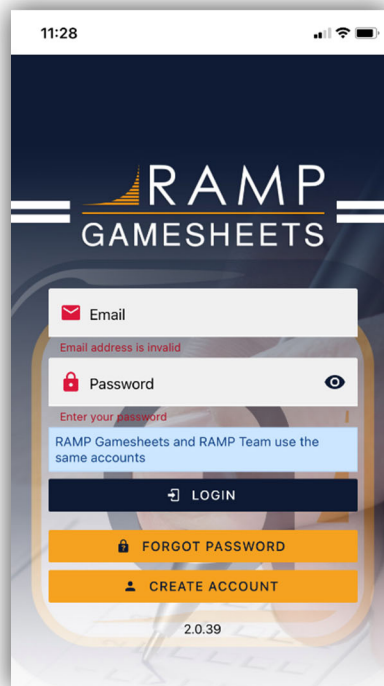 11:28
RAMP
GAMESHEETS
Email
Email address is invalid
Password
Enter your password
RAMP Gamesheets and RAMP Team use the
same accounts
LOGIN
FORGOT PASSWORD
CREATE ACCOUNT
2.0.39